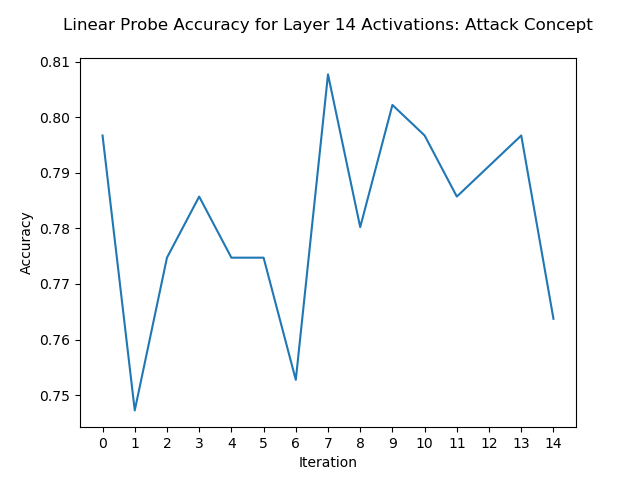 Linear Probe Accuracy for Layer 14 Activations: Attack Concept
0.81
0.80
0.79
0.78
0.77
0.76
0.75
Accuracy
0 1 2 3 4 5 6 7 8 9 10 11 12 13 14
Iteration